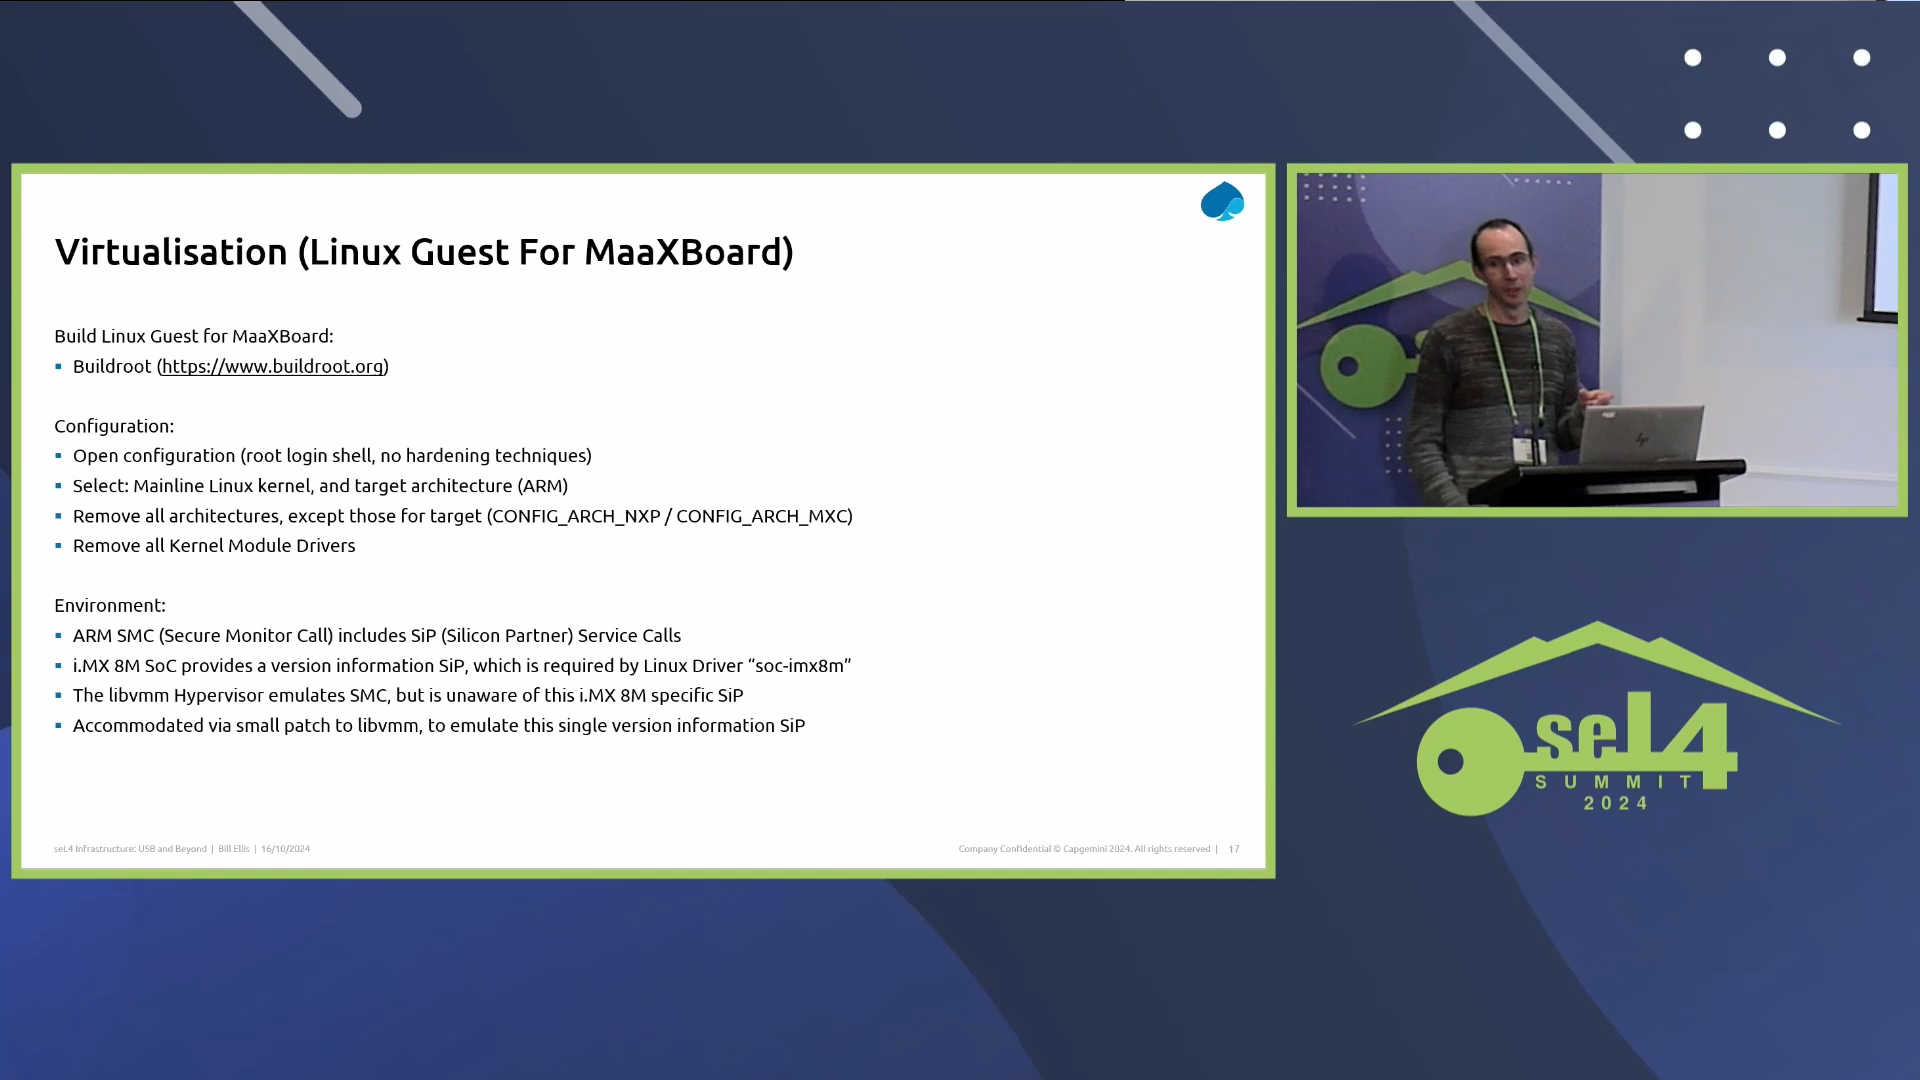 Virtualisation (Linux Guest For MaaXBoard)
Build Linux Guest for MaaXBoard:
▪ Buildroot (https://www.buildroot.org)
Configuration:
▪ Open configuration (root login shell, no hardening techniques)
▪ Select: Mainline Linux kernel, and target architecture (ARM)
▪ Remove all architectures, except those for target (CONFIG_ARCH_NXP / CONFIG_ARCH_MXC)
▪ Remove all Kernel Module Drivers
Environment:
▪ ARM SMC (Secure Monitor Call) includes SiP (Silicon Partner) Service Calls
▪ i.MX 8M SoC provides a version information SiP, which is required by Linux Driver “soc-imx8m”
▪ The libvmm Hypervisor emulates SMC, but is unaware of this i.MX 8M specific SiP
▪ Accommodated via small patch to libvmm, to emulate this single version information SiP
seL4 Infrastructure: USB and Beyond | Bill Ellis | 16/10/2024
Company Confidential © Capgemini 2024. All rights reserved | 17
hp
seL4
SUMMIT
2024